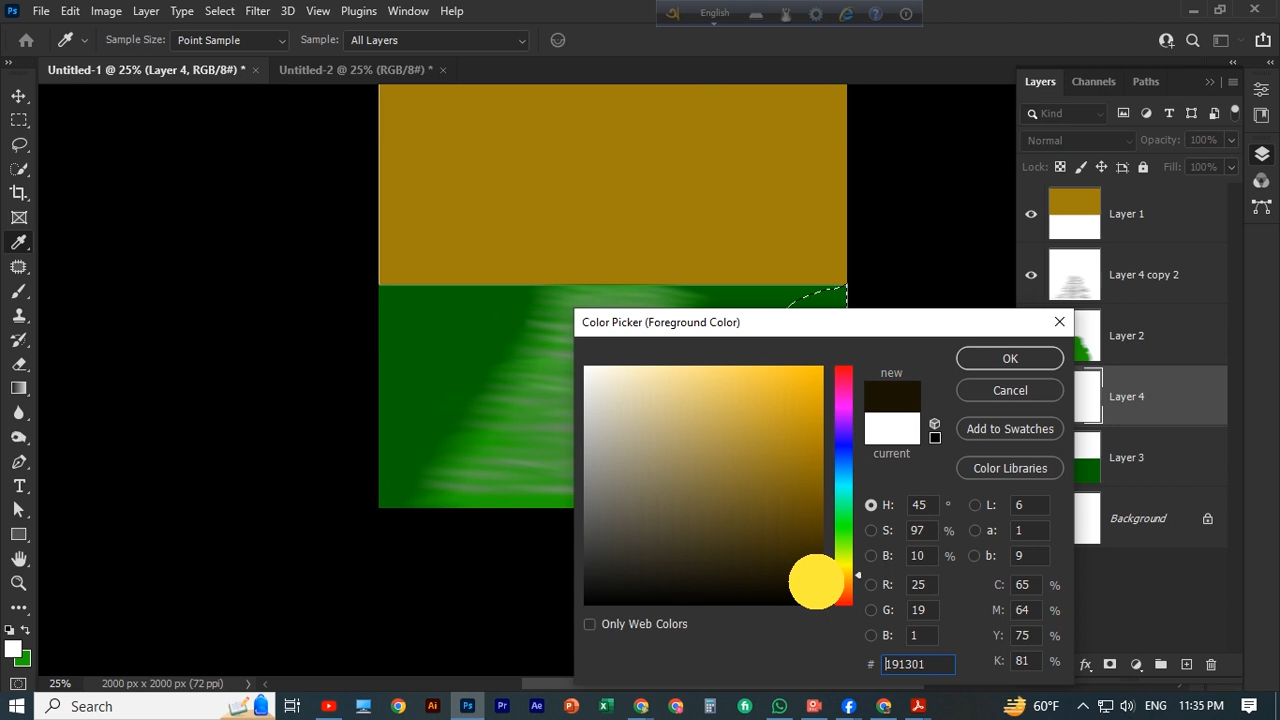 Ps File Edit Image Layer Type Select Filter 3D View Plugins Window Help
English
Sample Size: Point Sample Sample: All Layers
Untitled-1 @ 25% (Layer 4, RGB/8#) * × Untitled-2 @ 25% (RGB/8#) * ×
Layers Channels Paths
Kind
Normal Opacity: 100%
Lock: Fill: 100%
Layer 1
Layer 4 copy 2
Layer 2
Layer 4
Layer 3
Background
Color Picker (Foreground Color)
new
current
OK
Cancel
Add to Swatches
Color Libraries
H: 45 ° L: 6
S: 97 % a: 1
B: 10 % b: 9
R: 25 C: 65 %
G: 19 M: 64 %
B: 1 Y: 75 %
# 191301 K: 81 %
Only Web Colors
25% 2000 px x 2000 px (72 ppi)
Search
Ai Ps Pr Ae
60°F ENG 11:35 PM